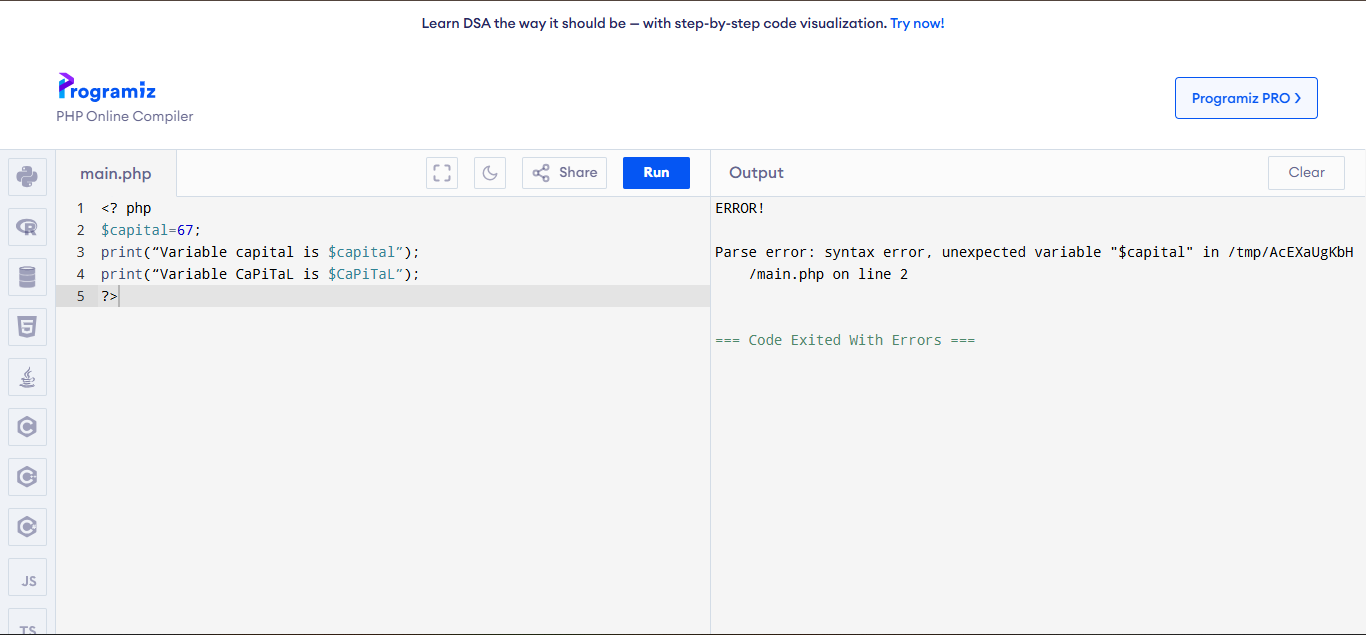 Learn DSA the way it should be — with step-by-step code visualization. Try now!
Programiz
PHP Online Compiler
Programiz PRO ❯
main.php
Share
Run
Output
Clear
1 <? php
2 $capital=67;
3 print(“Variable capital is $capital”);
4 print(“Variable CaPiTaL is $CaPiTaL”);
5 ?>
ERROR!
Parse error: syntax error, unexpected variable "$capital" in /tmp/AcEXaUgKbH
/main.php on line 2
=== Code Exited With Errors ===
R
5
C
C
C
JS
TS